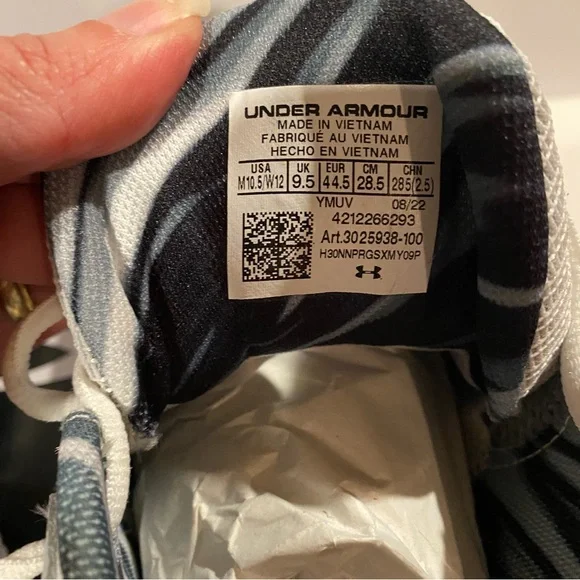 UNDER ARMOUR
MADE IN VIETNAM
FABRIQUÉ AU VIETNAM
HECHO EN VIETNAM
USA UK EUR CM CHN
M10.5/W12 9.5 44.5 28.5 285(2.5)
YMUV 08/22
4212266293
Art.3025938-100
H30NNPRGSXMY09P